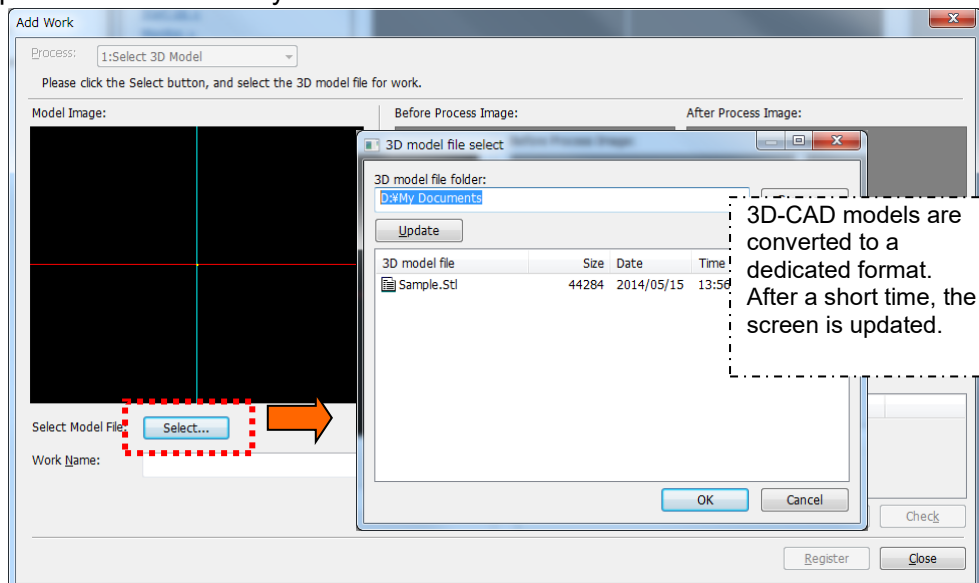 Add Work
Process: 1:Select 3D Model
Please click the Select button, and select the 3D model file for work.
Model Image:
Before Process Image:
After Process Image:
3D model file select
3D model file folder:
D:¥My Documents
Update
3D model file Size Date Time
Sample.Stl 44284 2014/05/15 13:56
3D-CAD models are
converted to a
dedicated format.
After a short time, the
screen is updated.
Select Model File: Select...
Work Name:
OK Cancel
Check
Register Close